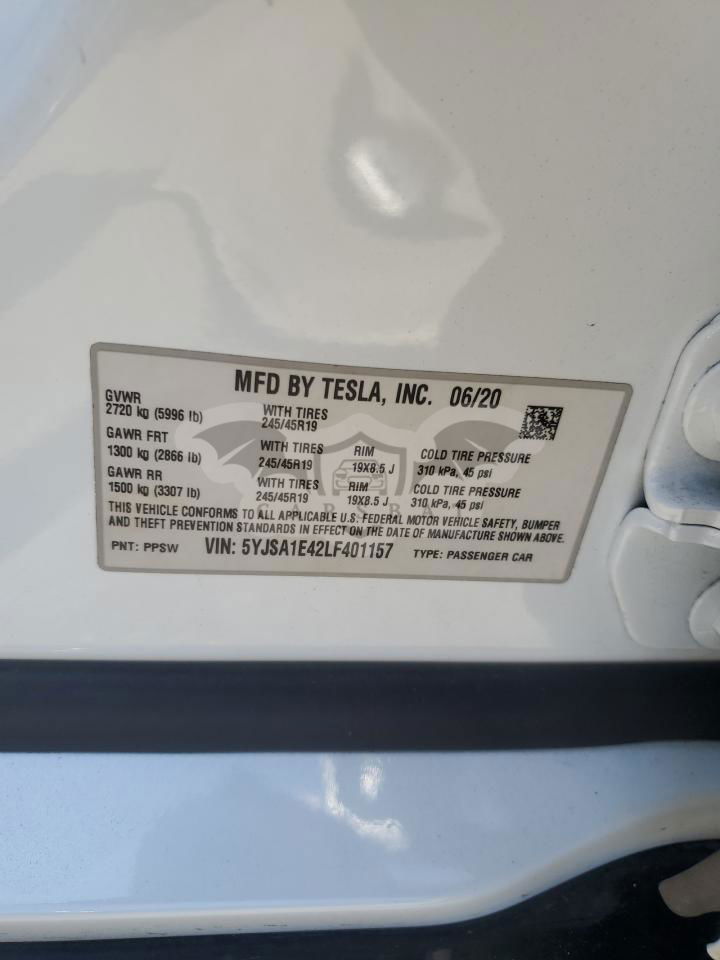 MFD BY TESLA, INC. 06/20
GVWR
2720 kg (5996 lb) WITH TIRES 245/45R19
GAWR FRT
1300 kg (2866 lb) WITH TIRES 245/45R19 RIM 19X8.5 J COLD TIRE PRESSURE 310 kPa, 45 psi
GAWR RR
1500 kg (3307 lb) WITH TIRES 245/45R19 RIM 19X8.5 J COLD TIRE PRESSURE 310 kPa, 45 psi
THIS VEHICLE CONFORMS TO ALL APPLICABLE U.S. FEDERAL MOTOR VEHICLE SAFETY, BUMPER
AND THEFT PREVENTION STANDARDS IN EFFECT ON THE DATE OF MANUFACTURE SHOWN ABOVE.
PNT: PPSW VIN: 5YJSA1E42LF401157 TYPE: PASSENGER CAR